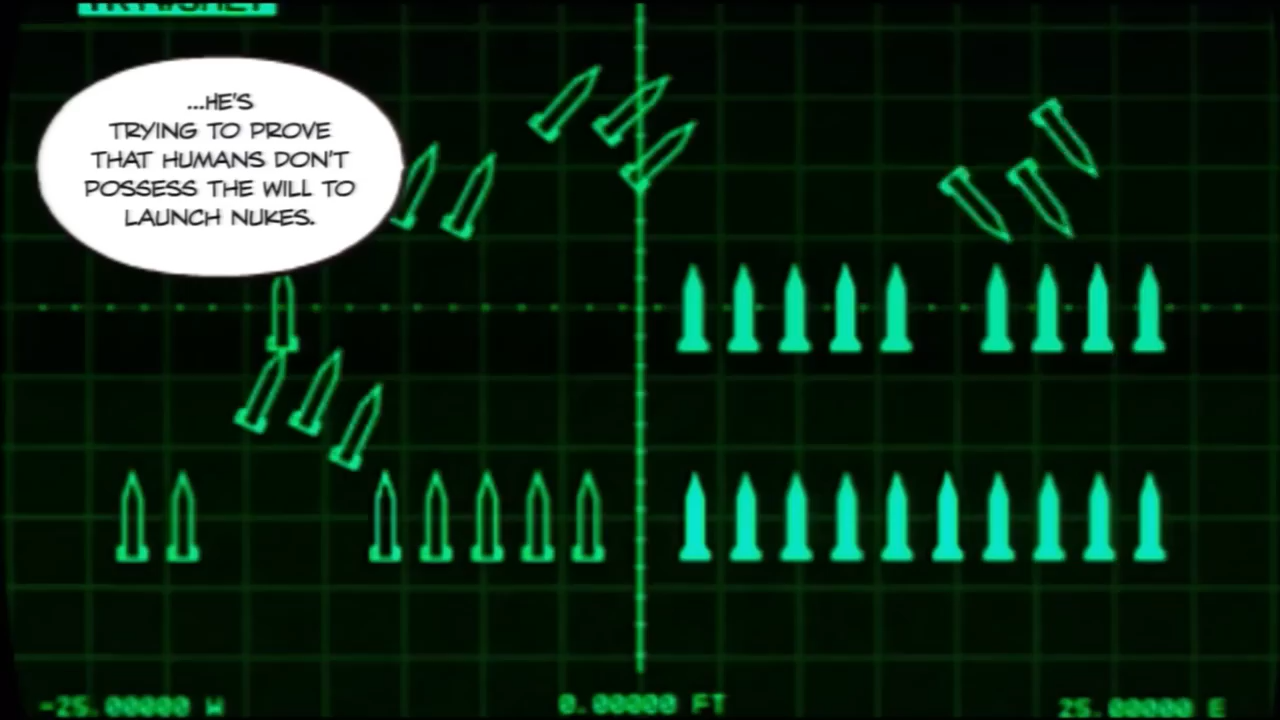 ...HE'S
TRYING TO PROVE
THAT HUMANS DON'T
POSSESS THE WILL TO
LAUNCH NUKES.
-25.00000 W
0.00000 FT
25.00000 E